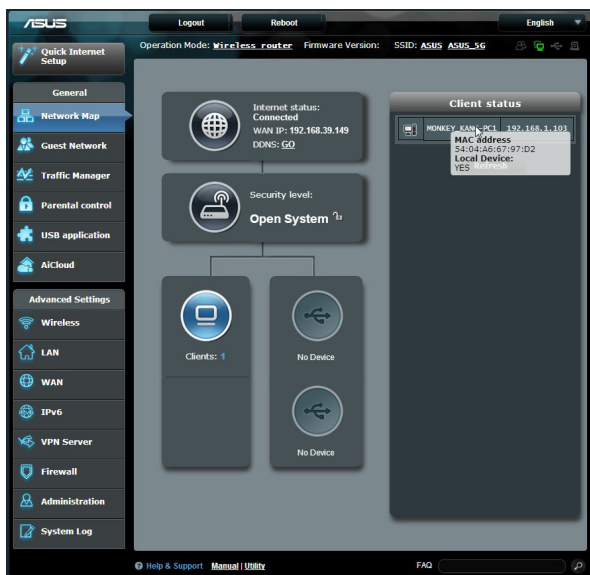 ASUS
Logout
Reboot
English
Quick Internet
Setup
Operation Mode: Wireless router Firmware Version: SSID: ASUS ASUS_5G
General
Network Map
Guest Network
Traffic Manager
Parental control
USB application
AiCloud
Advanced Settings
Wireless
LAN
WAN
IPv6
VPN Server
Firewall
Administration
System Log
Internet status:
Connected
WAN IP: 192.168.39.149
DDNS: GO
Security level:
Open System
Clients: 1
No Device
No Device
Client status
MONKEY_KANN-PC1 192.168.1.103
MAC address
54:04:A6:67:97:D2
Local Device:
YES
Help & Support Manual | Utility
FAQ